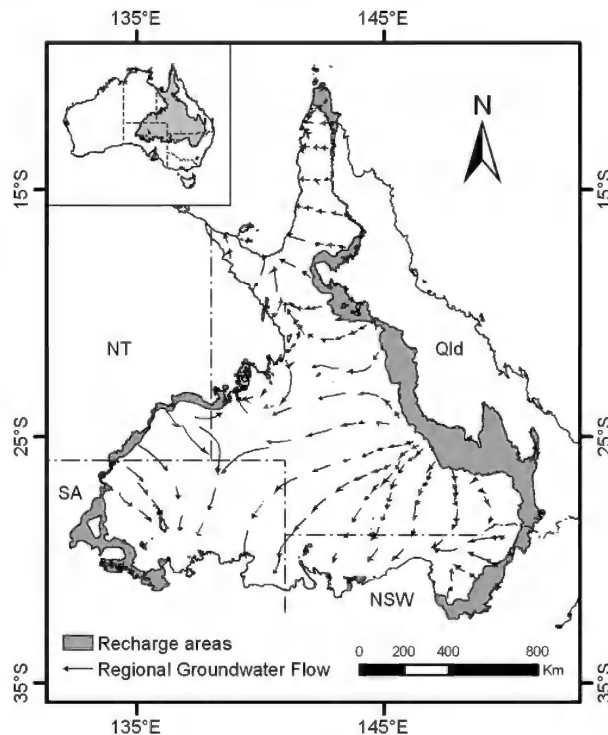 135°E 145°E
N
15°S 15°S
NT Qld
25°S 25°S
SA
NSW
Recharge areas
Regional Groundwater Flow
0 200 400 800
Km
35°S 35°S
135°E 145°E